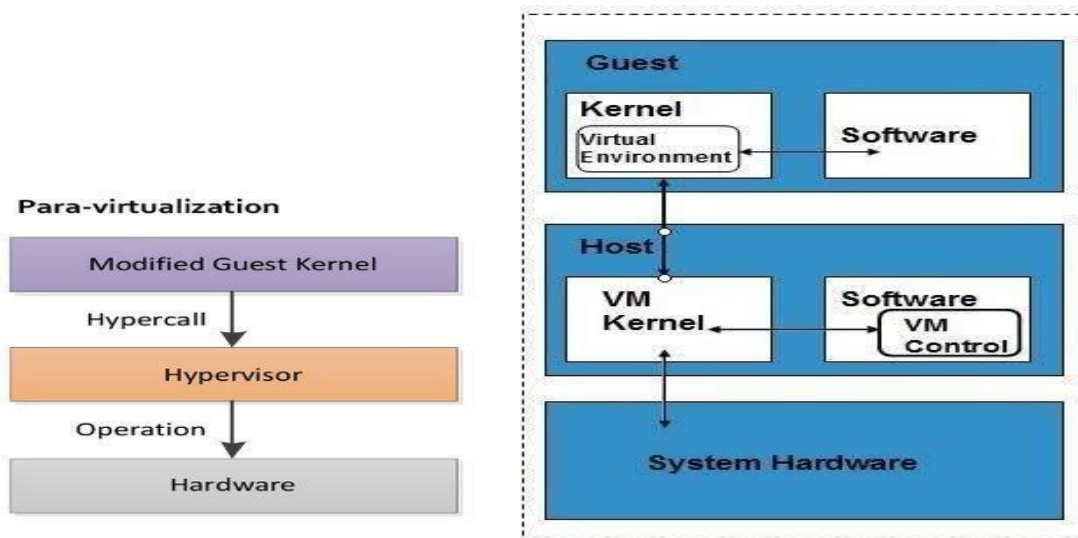 Para-virtualization
Modified Guest Kernel
Hypercall
Hypervisor
Operation
Hardware
Guest
Kernel
Virtual
Environment
Software
Host
VM
Kernel
Software
VM
Control
System Hardware